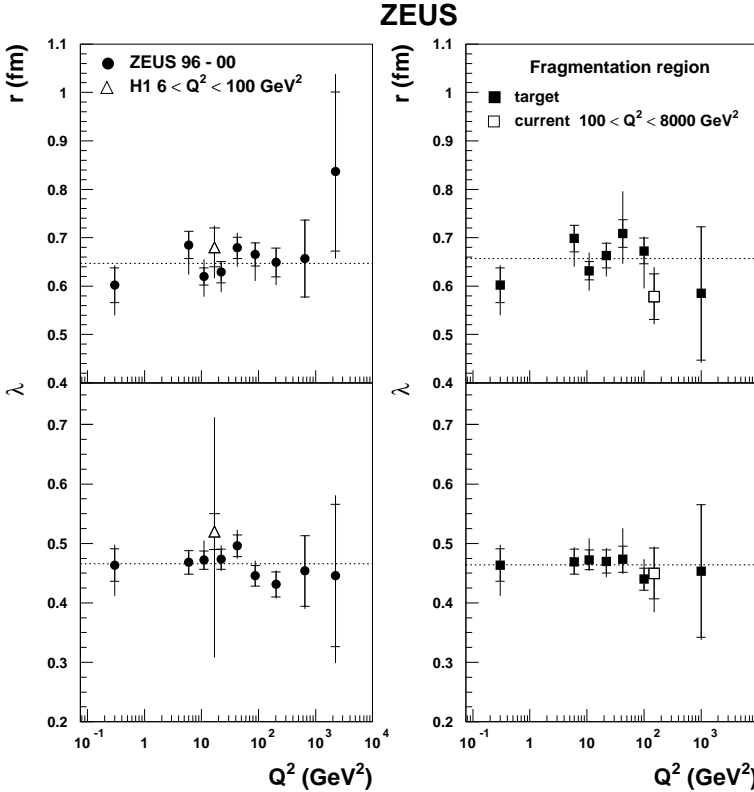 ZEUS
r (fm)
1.1
1
0.9
0.8
0.7
0.6
0.5
0.4
ZEUS 96 - 00
H1 6 < Q² < 100 GeV²
r (fm)
1.1
1
0.9
0.8
0.7
0.6
0.5
0.4
Fragmentation region
target
current 100 < Q² < 8000 GeV²
λ
0.7
0.6
0.5
0.4
0.3
0.2
10⁻¹ 1 10 10² 10³ 10⁴
Q² (GeV²)
λ
0.7
0.6
0.5
0.4
0.3
0.2
10⁻¹ 1 10 10² 10³
Q² (GeV²)